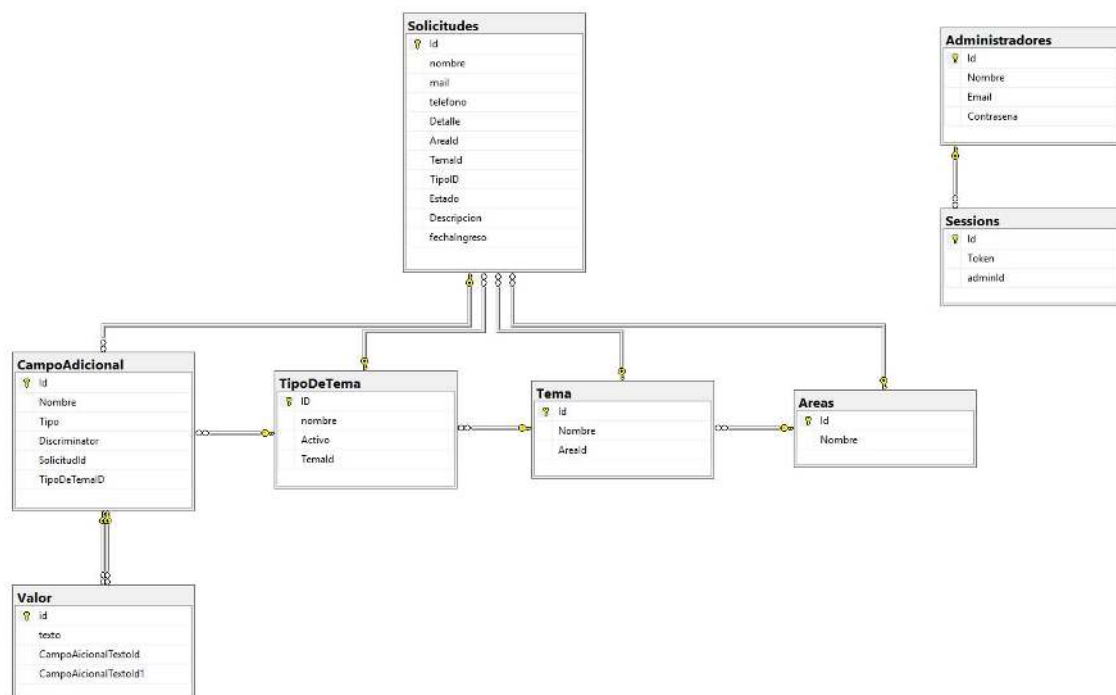 Solicitudes
Id
nombre
mail
telefono
Detalle
AreaId
TemaId
TipoID
Estado
Descripcion
fechaIngreso
Administradores
Id
Nombre
Email
Contrasena
Sessions
Id
Token
adminId
CampoAdicional
Id
Nombre
Tipo
Discriminator
SolicitudId
TipoDeTemaID
TipoDeTema
ID
nombre
Activo
TemaId
Tema
Id
Nombre
AreaId
Areas
Id
Nombre
Valor
id
texto
CampoAicionalTextoId
CampoAicionalTextoId1